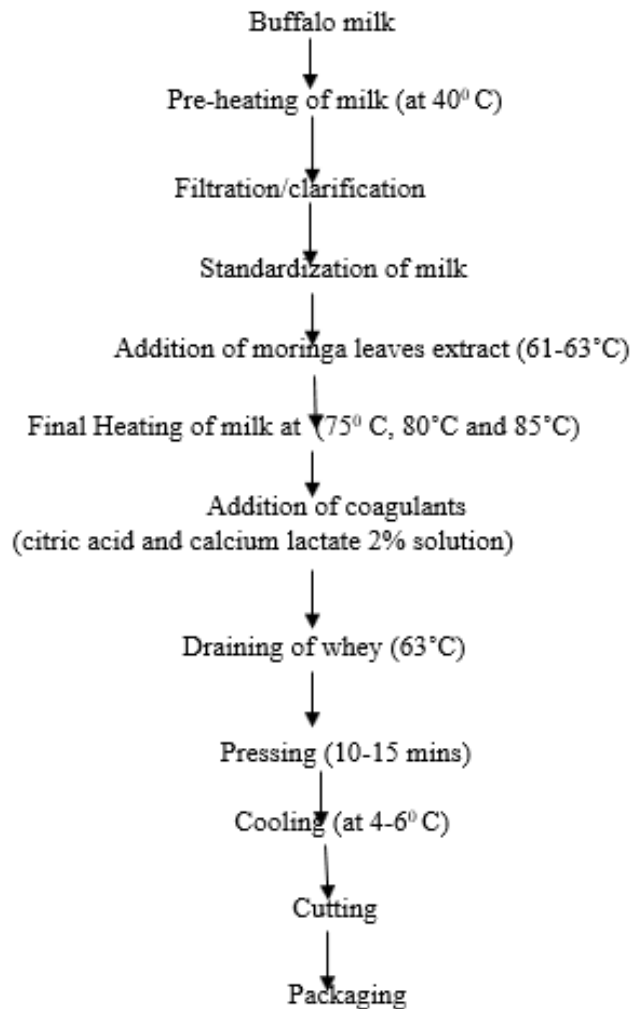 Buffalo milk
Pre-heating of milk (at 40⁰ C)
Filtration/clarification
Standardization of milk
Addition of moringa leaves extract (61-63°C)
Final Heating of milk at (75⁰ C, 80°C and 85°C)
Addition of coagulants
(citric acid and calcium lactate 2% solution)
Draining of whey (63°C)
Pressing (10-15 mins)
Cooling (at 4-6⁰ C)
Cutting
Packaging